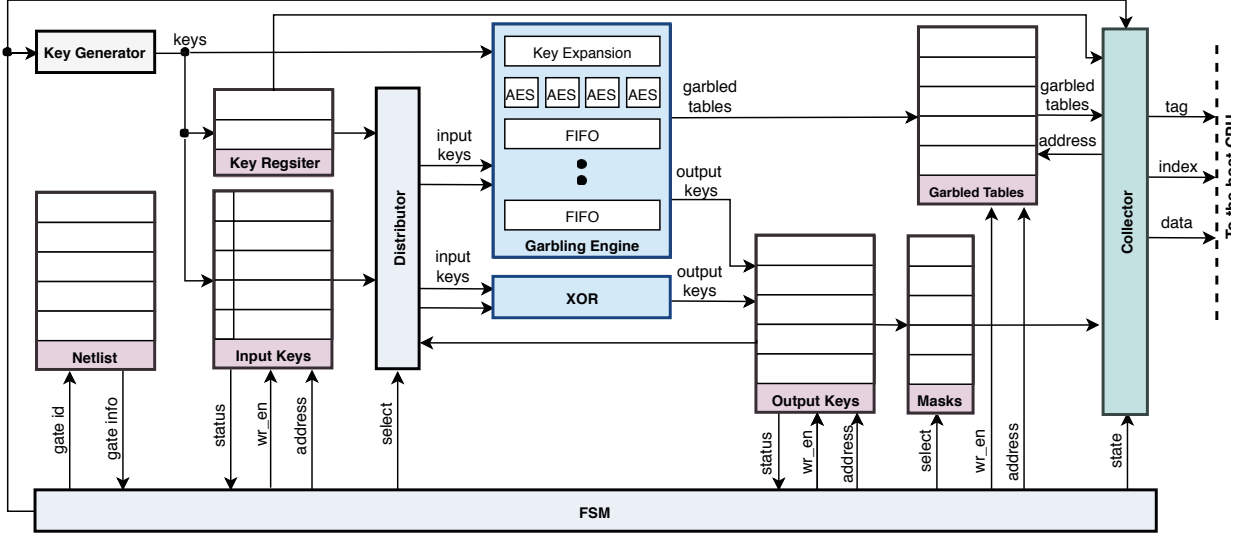 Key Generator
keys
Key Expansion
AES
AES
AES
AES
FIFO
FIFO
Garbling Engine
garbled
tables
Key Regsiter
Distributor
input
keys
output
keys
input
keys
XOR
output
keys
Netlist
Input Keys
Output Keys
Masks
Garbled Tables
garbled
tables
address
Collector
tag
index
data
To the host
gate id
gate info
status
wr_en
address
select
status
wr_en
address
select
wr_en
address
state
FSM